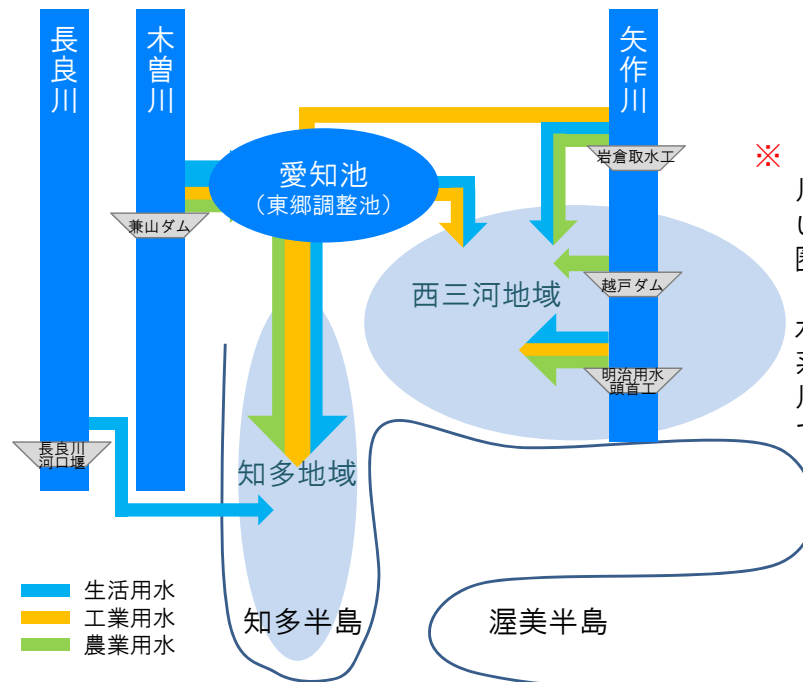 長良川
木曽川
矢作川
愛知池
（東郷調整池）
岩倉取水工
※
兼山ダム
西三河地域
越戸ダム
明治用水
頭首工
長良川
河口堰
知多地域
生活用水
工業用水
農業用水
知多半島
渥美半島